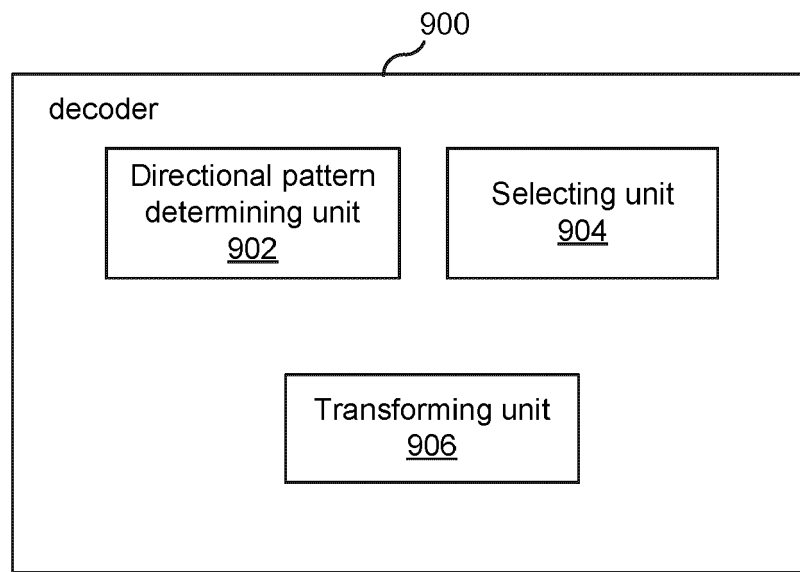 900
decoder
Directional pattern
determining unit
902
Selecting unit
904
Transforming unit
906